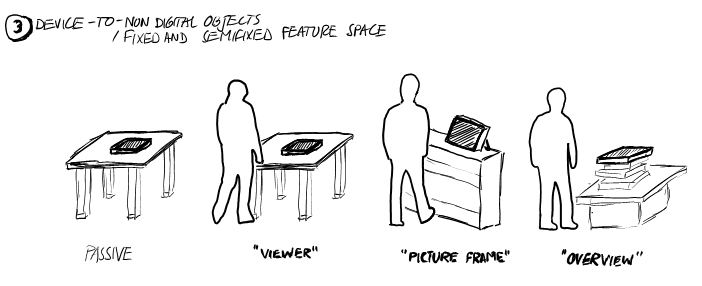 3 DEVICE-TO-NON DIGITAL OBJECTS
/ FIXED AND SEMIFIXED FEATURE SPACE
PASSIVE
"VIEWER"
"PICTURE FRAME"
"OVERVIEW"